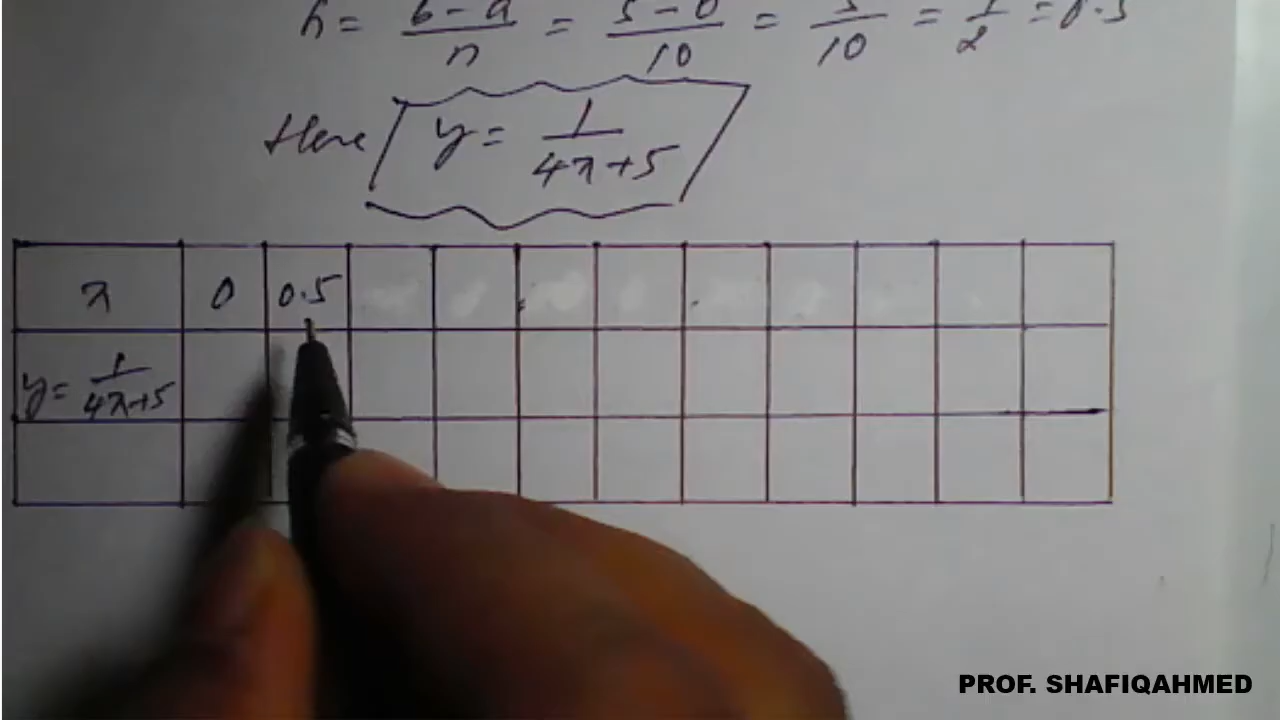 h = b-a/n = 5-0/10 = 5/10 = 1/2 = 0.5
Here y = 1/4x+5
x 0 0.5
y = 1/4x+5
PROF. SHAFIQAHMED